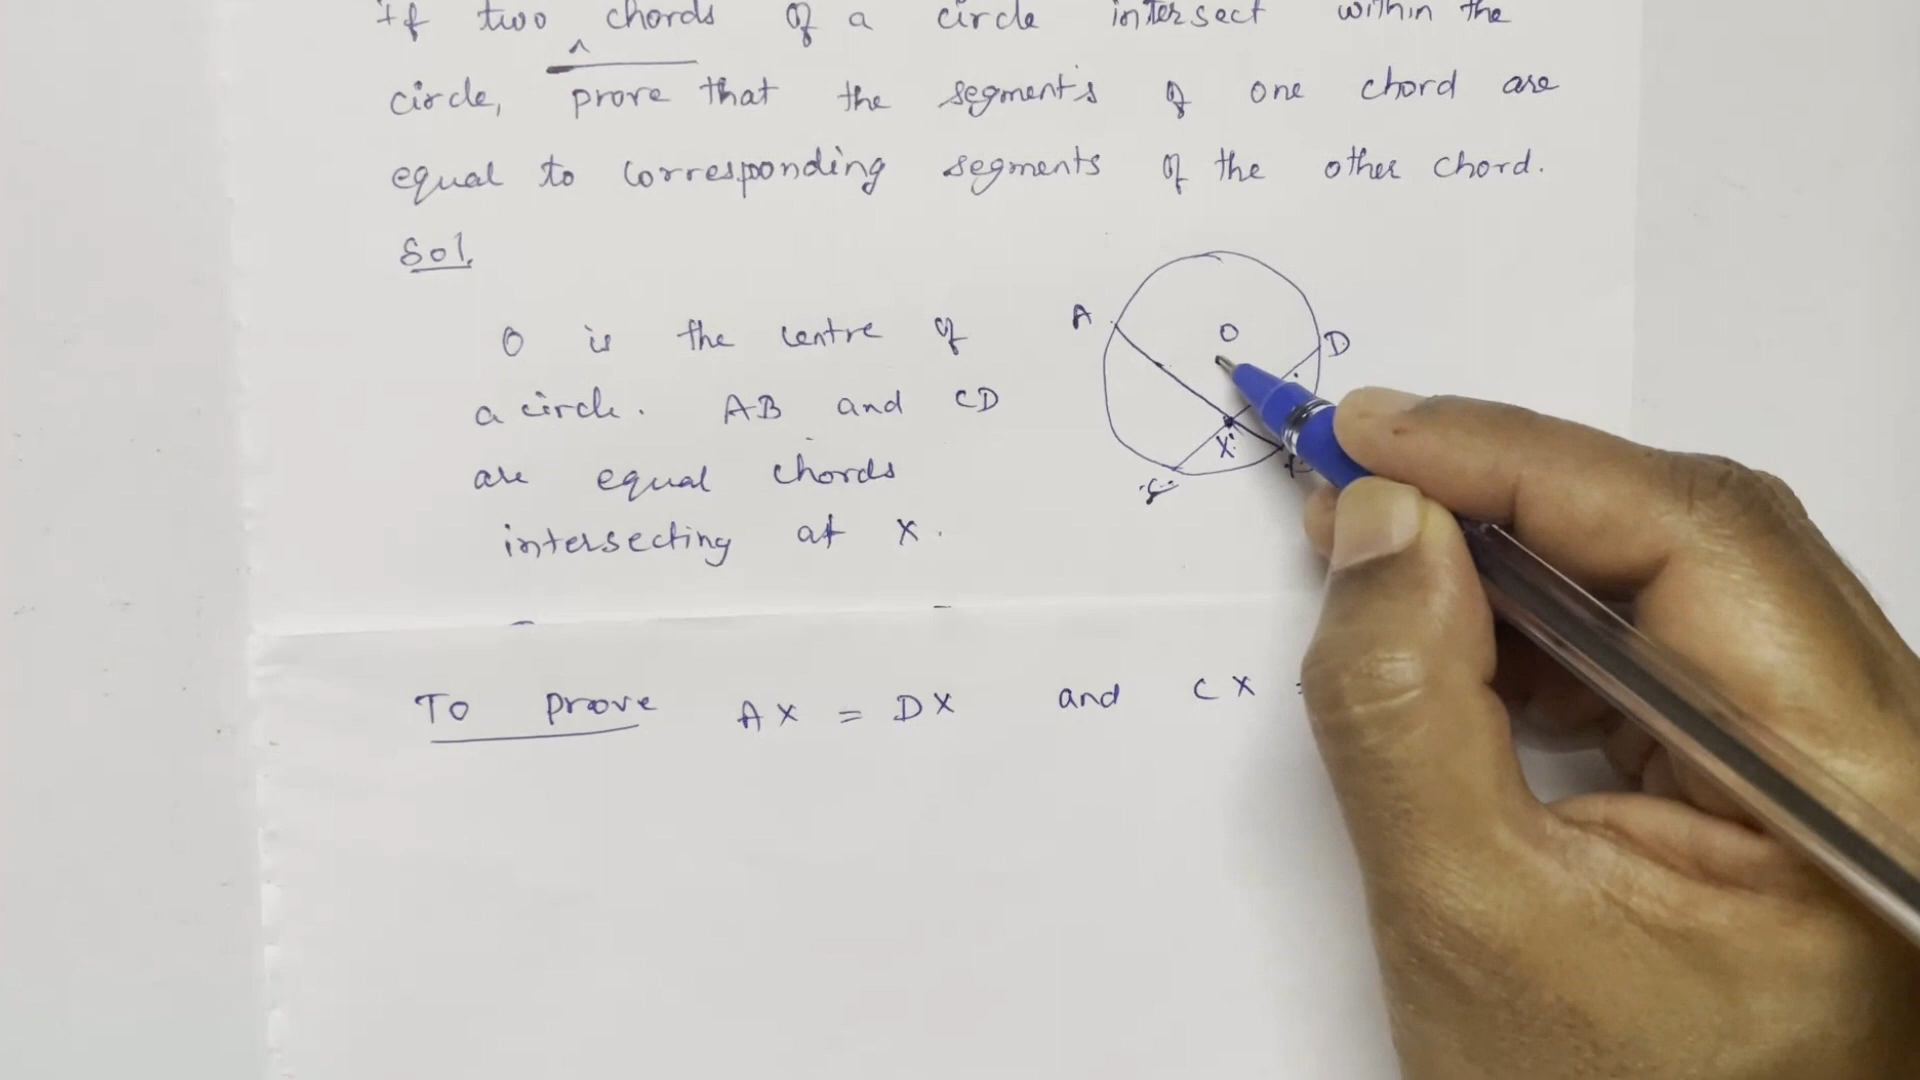 If two ^ chords of a circle intersect within the
circle, prove that the segments of one chord are
equal to corresponding segments of the other chord.
Sol.
O is the centre of
a circle. AB and CD
are equal chords
intersecting at X.
A
O
D
X
C
To prove AX = DX and CX =